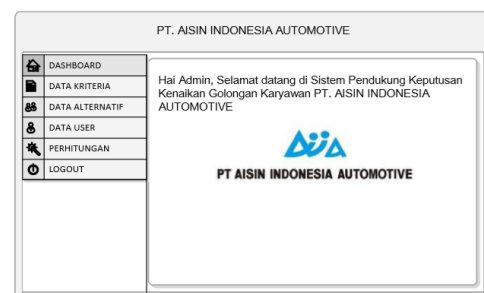 PT. AISIN INDONESIA AUTOMOTIVE
DASHBOARD
DATA KRITERIA
DATA ALTERNATIF
DATA USER
PERHITUNGAN
LOGOUT
Hai Admin, Selamat datang di Sistem Pendukung Keputusan
Kenaikan Golongan Karyawan PT. AISIN INDONESIA
AUTOMOTIVE
PT AISIN INDONESIA AUTOMOTIVE